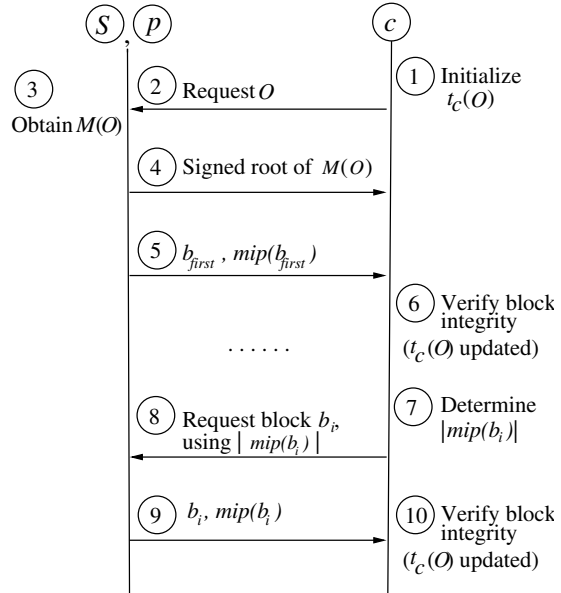 S , p c
1 Initialize
t_c(O)
2 Request O
3
Obtain M(O)
4 Signed root of M(O)
5 b_first , mip(b_first)
6 Verify block
integrity
(t_c(O) updated)
. . . . . .
7 Determine
|mip(b_i)|
8 Request block b_i,
using | mip(b_i) |
9 b_i, mip(b_i)
10 Verify block
integrity
(t_c(O) updated)